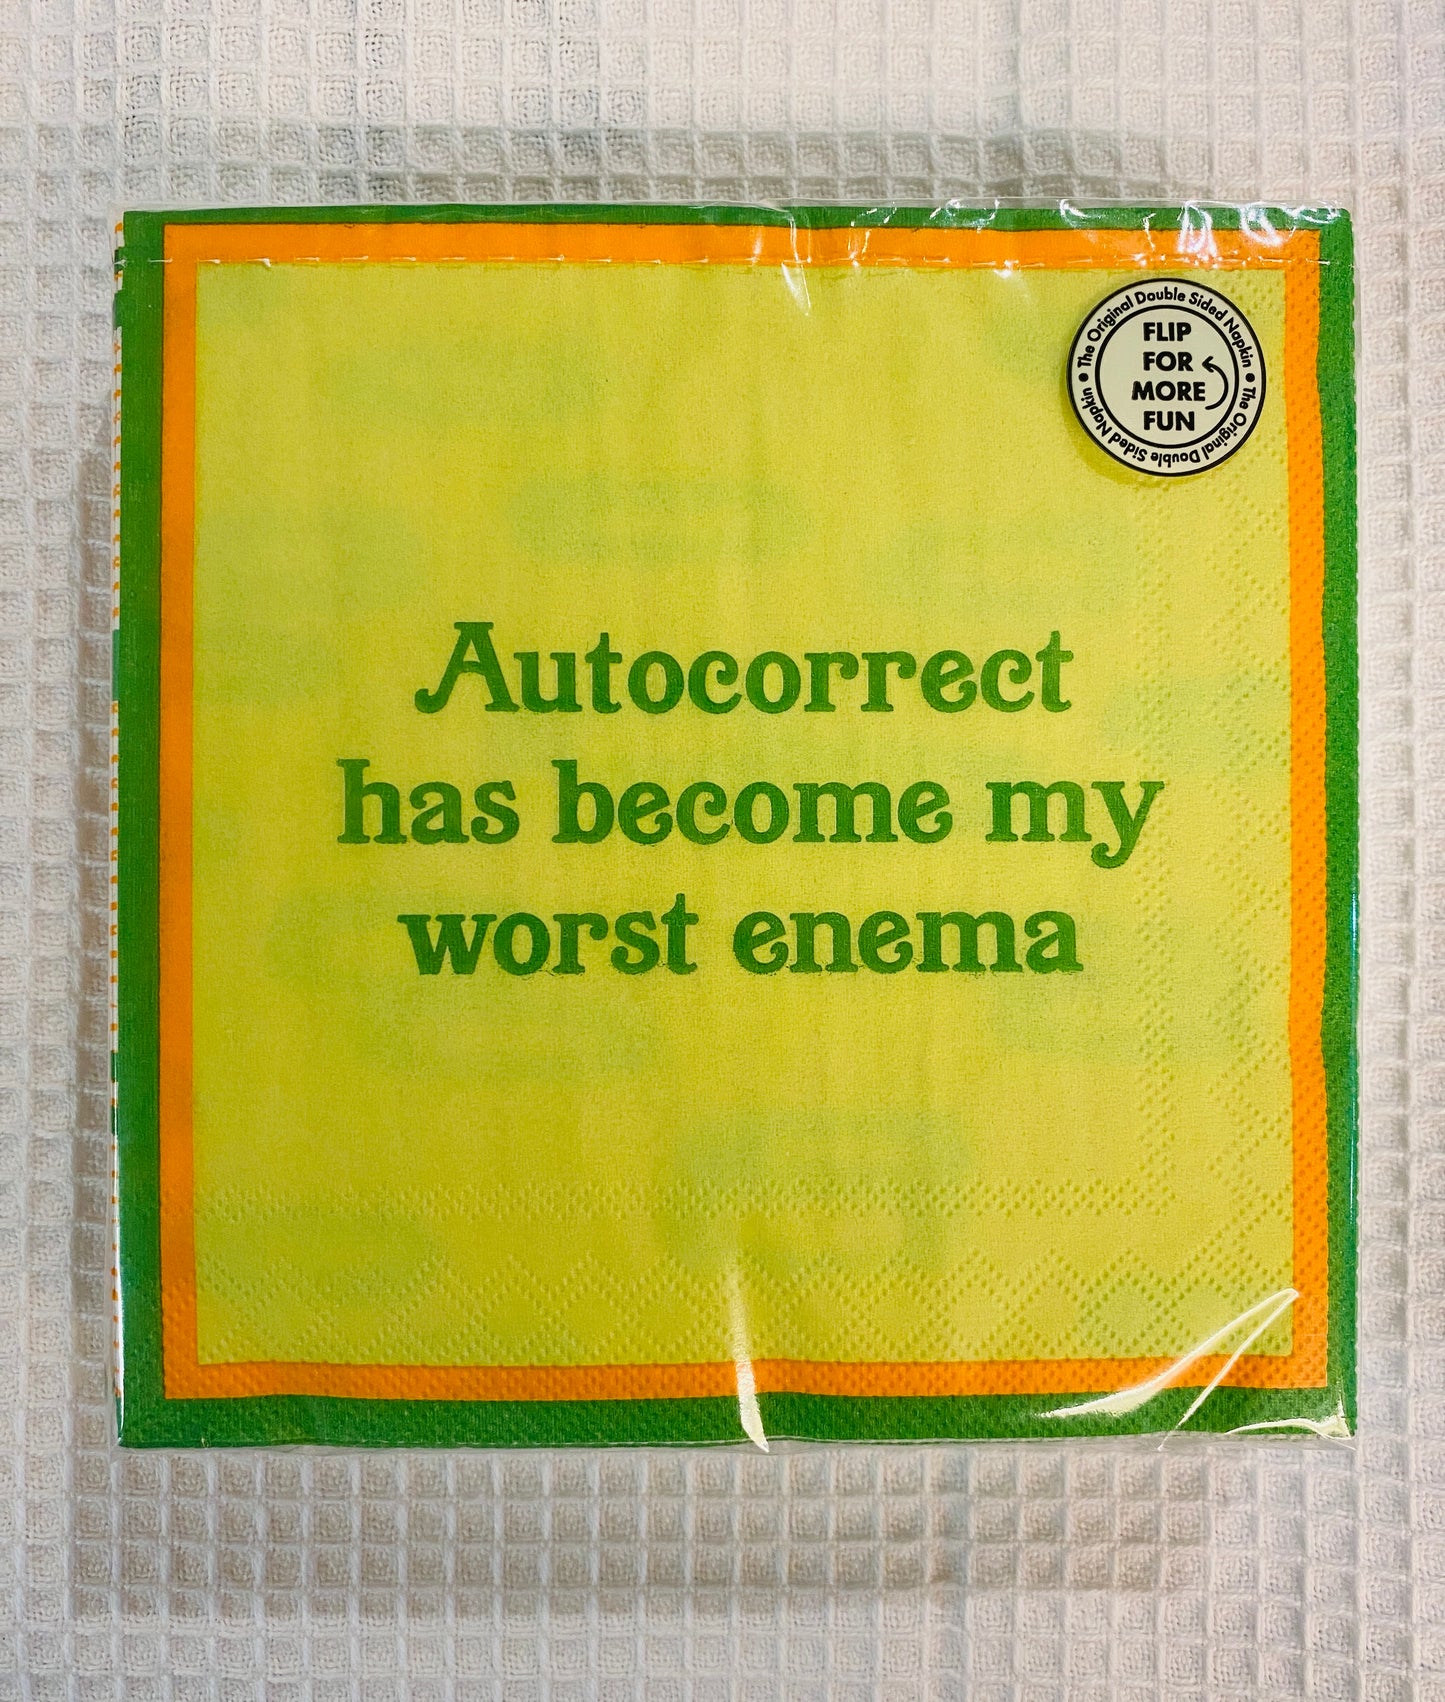 The Original Double Sided Napkin • The Original Double Sided Napkin •
FLIP
FOR
MORE
FUN
Autocorrect
has become my
worst enema